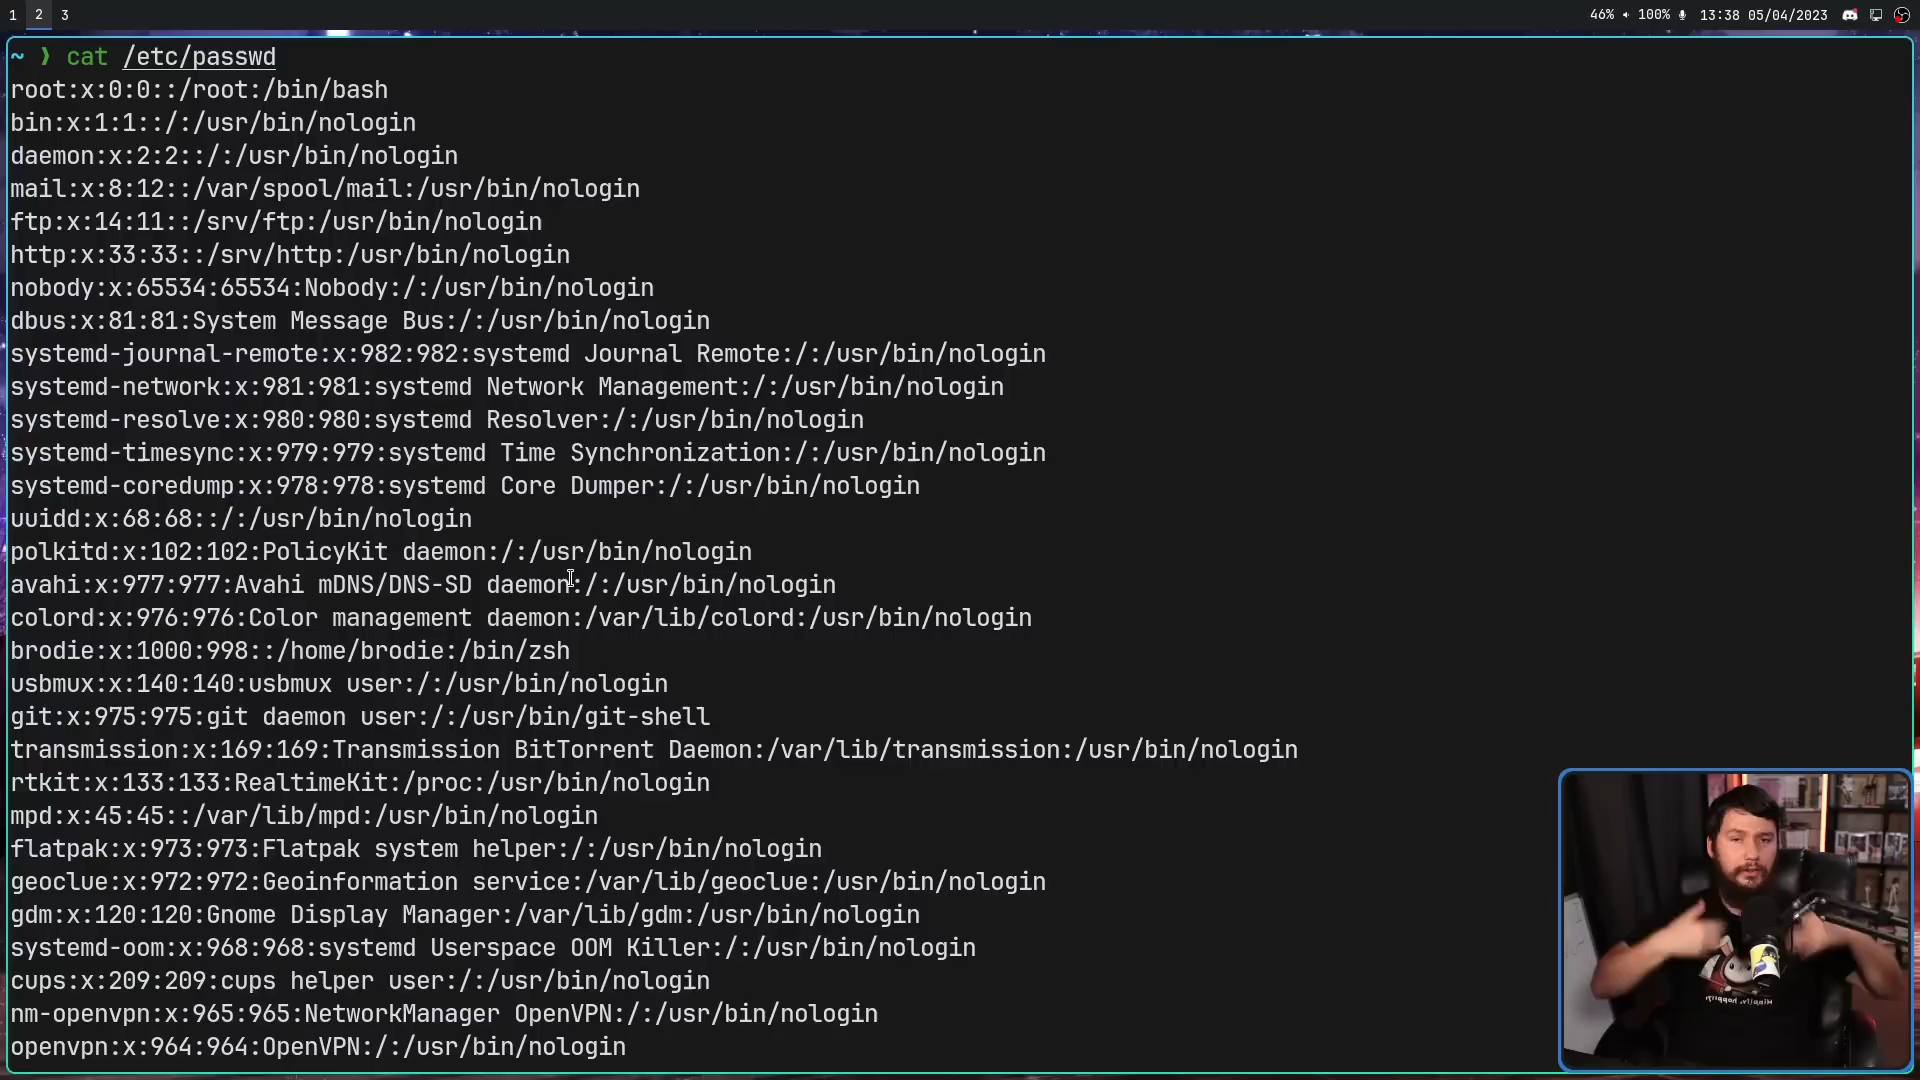 1 2 3 46% 100% 13:38 05/04/2023
~ ❯ cat /etc/passwd
root:x:0:0::/root:/bin/bash
bin:x:1:1::/:/usr/bin/nologin
daemon:x:2:2::/:/usr/bin/nologin
mail:x:8:12::/var/spool/mail:/usr/bin/nologin
ftp:x:14:11::/srv/ftp:/usr/bin/nologin
http:x:33:33::/srv/http:/usr/bin/nologin
nobody:x:65534:65534:Nobody:/:/usr/bin/nologin
dbus:x:81:81:System Message Bus:/:/usr/bin/nologin
systemd-journal-remote:x:982:982:systemd Journal Remote:/:/usr/bin/nologin
systemd-network:x:981:981:systemd Network Management:/:/usr/bin/nologin
systemd-resolve:x:980:980:systemd Resolver:/:/usr/bin/nologin
systemd-timesync:x:979:979:systemd Time Synchronization:/:/usr/bin/nologin
systemd-coredump:x:978:978:systemd Core Dumper:/:/usr/bin/nologin
uuidd:x:68:68::/:/usr/bin/nologin
polkitd:x:102:102:PolicyKit daemon:/:/usr/bin/nologin
avahi:x:977:977:Avahi mDNS/DNS-SD daemon:/:/usr/bin/nologin
colord:x:976:976:Color management daemon:/var/lib/colord:/usr/bin/nologin
brodie:x:1000:998::/home/brodie:/bin/zsh
usbmux:x:140:140:usbmux user:/:/usr/bin/nologin
git:x:975:975:git daemon user:/:/usr/bin/git-shell
transmission:x:169:169:Transmission BitTorrent Daemon:/var/lib/transmission:/usr/bin/nologin
rtkit:x:133:133:RealtimeKit:/proc:/usr/bin/nologin
mpd:x:45:45::/var/lib/mpd:/usr/bin/nologin
flatpak:x:973:973:Flatpak system helper:/:/usr/bin/nologin
geoclue:x:972:972:Geoinformation service:/var/lib/geoclue:/usr/bin/nologin
gdm:x:120:120:Gnome Display Manager:/var/lib/gdm:/usr/bin/nologin
systemd-oom:x:968:968:systemd Userspace OOM Killer:/:/usr/bin/nologin
cups:x:209:209:cups helper user:/:/usr/bin/nologin
nm-openvpn:x:965:965:NetworkManager OpenVPN:/:/usr/bin/nologin
openvpn:x:964:964:OpenVPN:/:/usr/bin/nologin